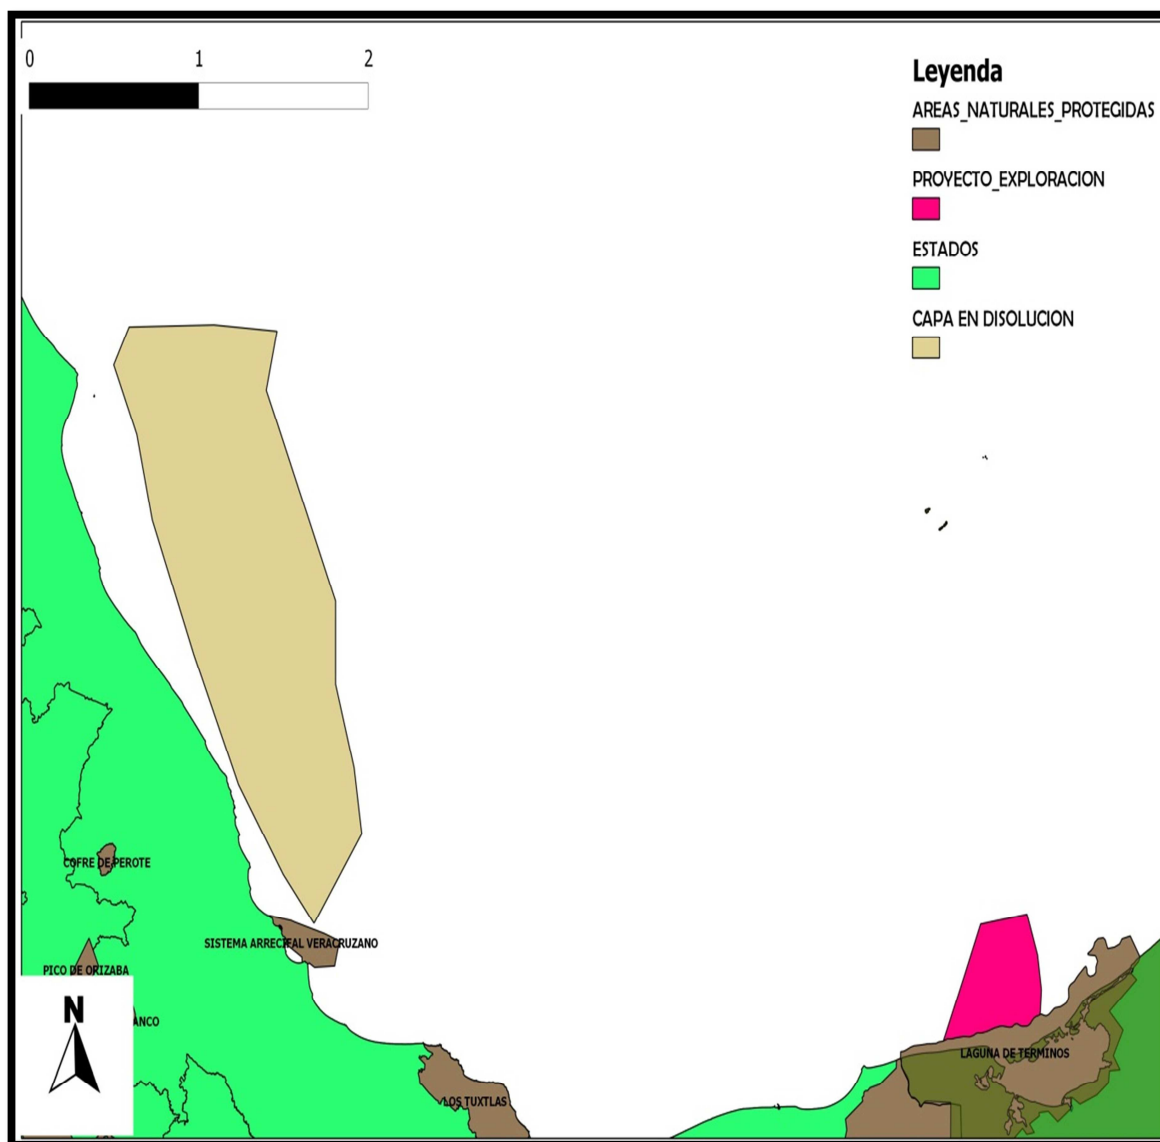 0 1 2
Leyenda
AREAS_NATURALES_PROTEGIDAS
PROYECTO_EXPLORACION
ESTADOS
CAPA EN DISOLUCION
COFRE DE PEROTE
SISTEMA ARRECIFAL VERACRUZANO
PICO DE ORIZABA
ANCO
N
LAGUNA DE TERMINOS
LOS TUXTLAS